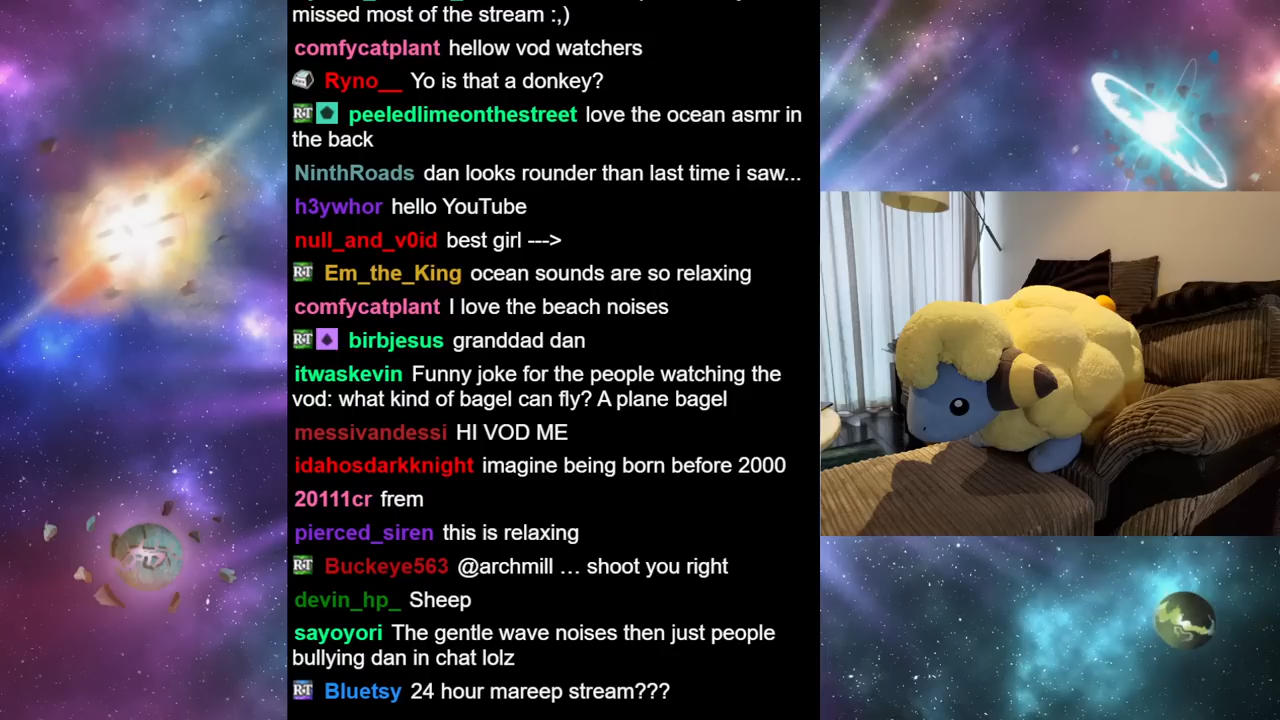 missed most of the stream :,)
comfycatplant hellow vod watchers
Ryno__ Yo is that a donkey?
RT peeledlimeonthestreet love the ocean asmr in
the back
NinthRoads dan looks rounder than last time i saw...
h3ywhor hello YouTube
null_and_v0id best girl --->
RT Em_the_King ocean sounds are so relaxing
comfycatplant I love the beach noises
RT birbjesus granddad dan
itwaskevin Funny joke for the people watching the
vod: what kind of bagel can fly? A plane bagel
messivandessi HI VOD ME
idahosdarkknight imagine being born before 2000
20111cr frem
pierced_siren this is relaxing
RT Buckeye563 @archmill … shoot you right
devin_hp_ Sheep
sayoyori The gentle wave noises then just people
bullying dan in chat lolz
RT Bluetsy 24 hour mareep stream???